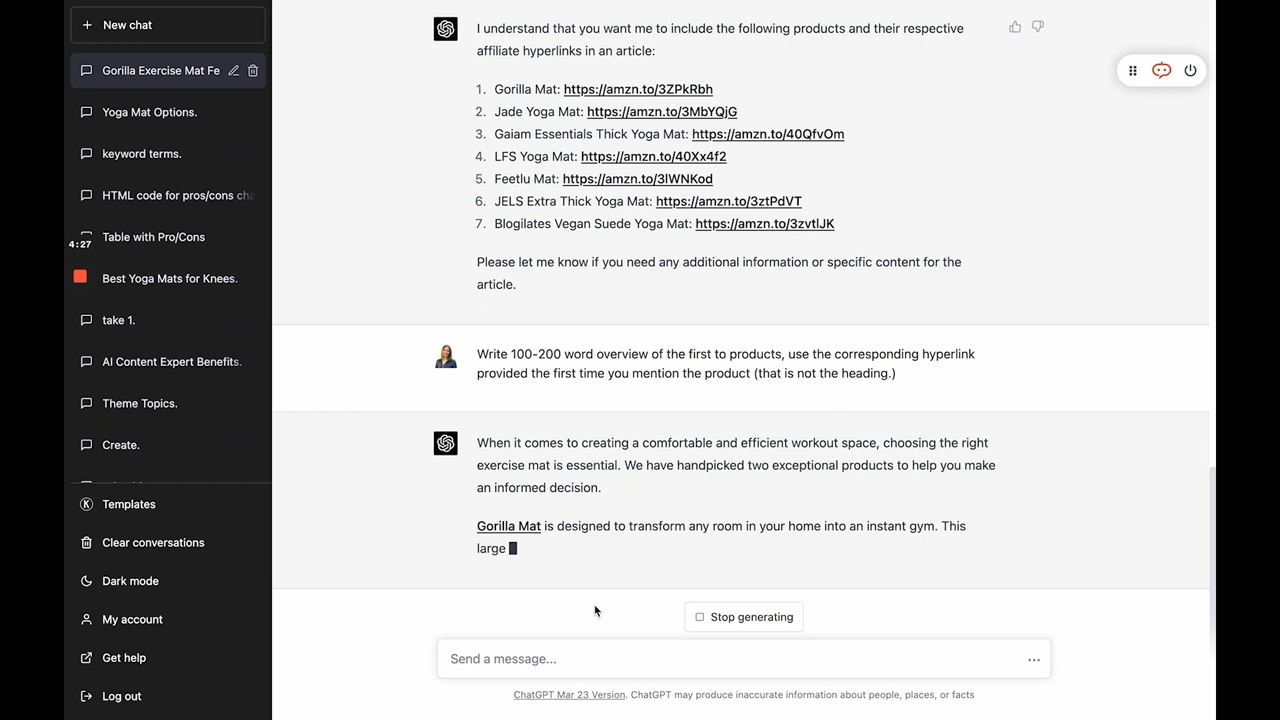 New chat
Gorilla Exercise Mat Fe
Yoga Mat Options.
keyword terms.
HTML code for pros/cons cha
4:27
Table with Pro/Cons
Best Yoga Mats for Knees.
take 1.
AI Content Expert Benefits.
Theme Topics.
Create.
Templates
Clear conversations
Dark mode
My account
Get help
Log out
I understand that you want me to include the following products and their respective
affiliate hyperlinks in an article:
1. Gorilla Mat: https://amzn.to/3ZPkRbh
2. Jade Yoga Mat: https://amzn.to/3MbYQjG
3. Gaiam Essentials Thick Yoga Mat: https://amzn.to/40QfvOm
4. LFS Yoga Mat: https://amzn.to/40Xx4f2
5. Feetlu Mat: https://amzn.to/3lWNKod
6. JELS Extra Thick Yoga Mat: https://amzn.to/3ztPdVT
7. Blogilates Vegan Suede Yoga Mat: https://amzn.to/3zvtlJK
Please let me know if you need any additional information or specific content for the
article.
Write 100-200 word overview of the first to products, use the corresponding hyperlink
provided the first time you mention the product (that is not the heading.)
When it comes to creating a comfortable and efficient workout space, choosing the right
exercise mat is essential. We have handpicked two exceptional products to help you make
an informed decision.
Gorilla Mat is designed to transform any room in your home into an instant gym. This
large
Stop generating
Send a message...
ChatGPT Mar 23 Version. ChatGPT may produce inaccurate information about people, places, or facts